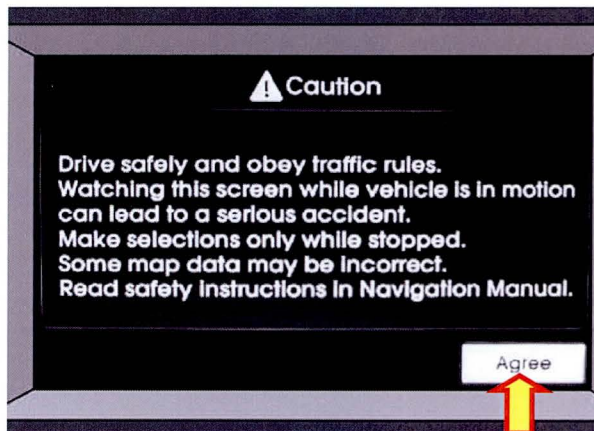 Caution
Drive safely and obey traffic rules.
Watching this screen while vehicle is in motion
can lead to a serious accident.
Make selections only while stopped.
Some map data may be incorrect.
Read safety instructions in Navigation Manual.
Agree